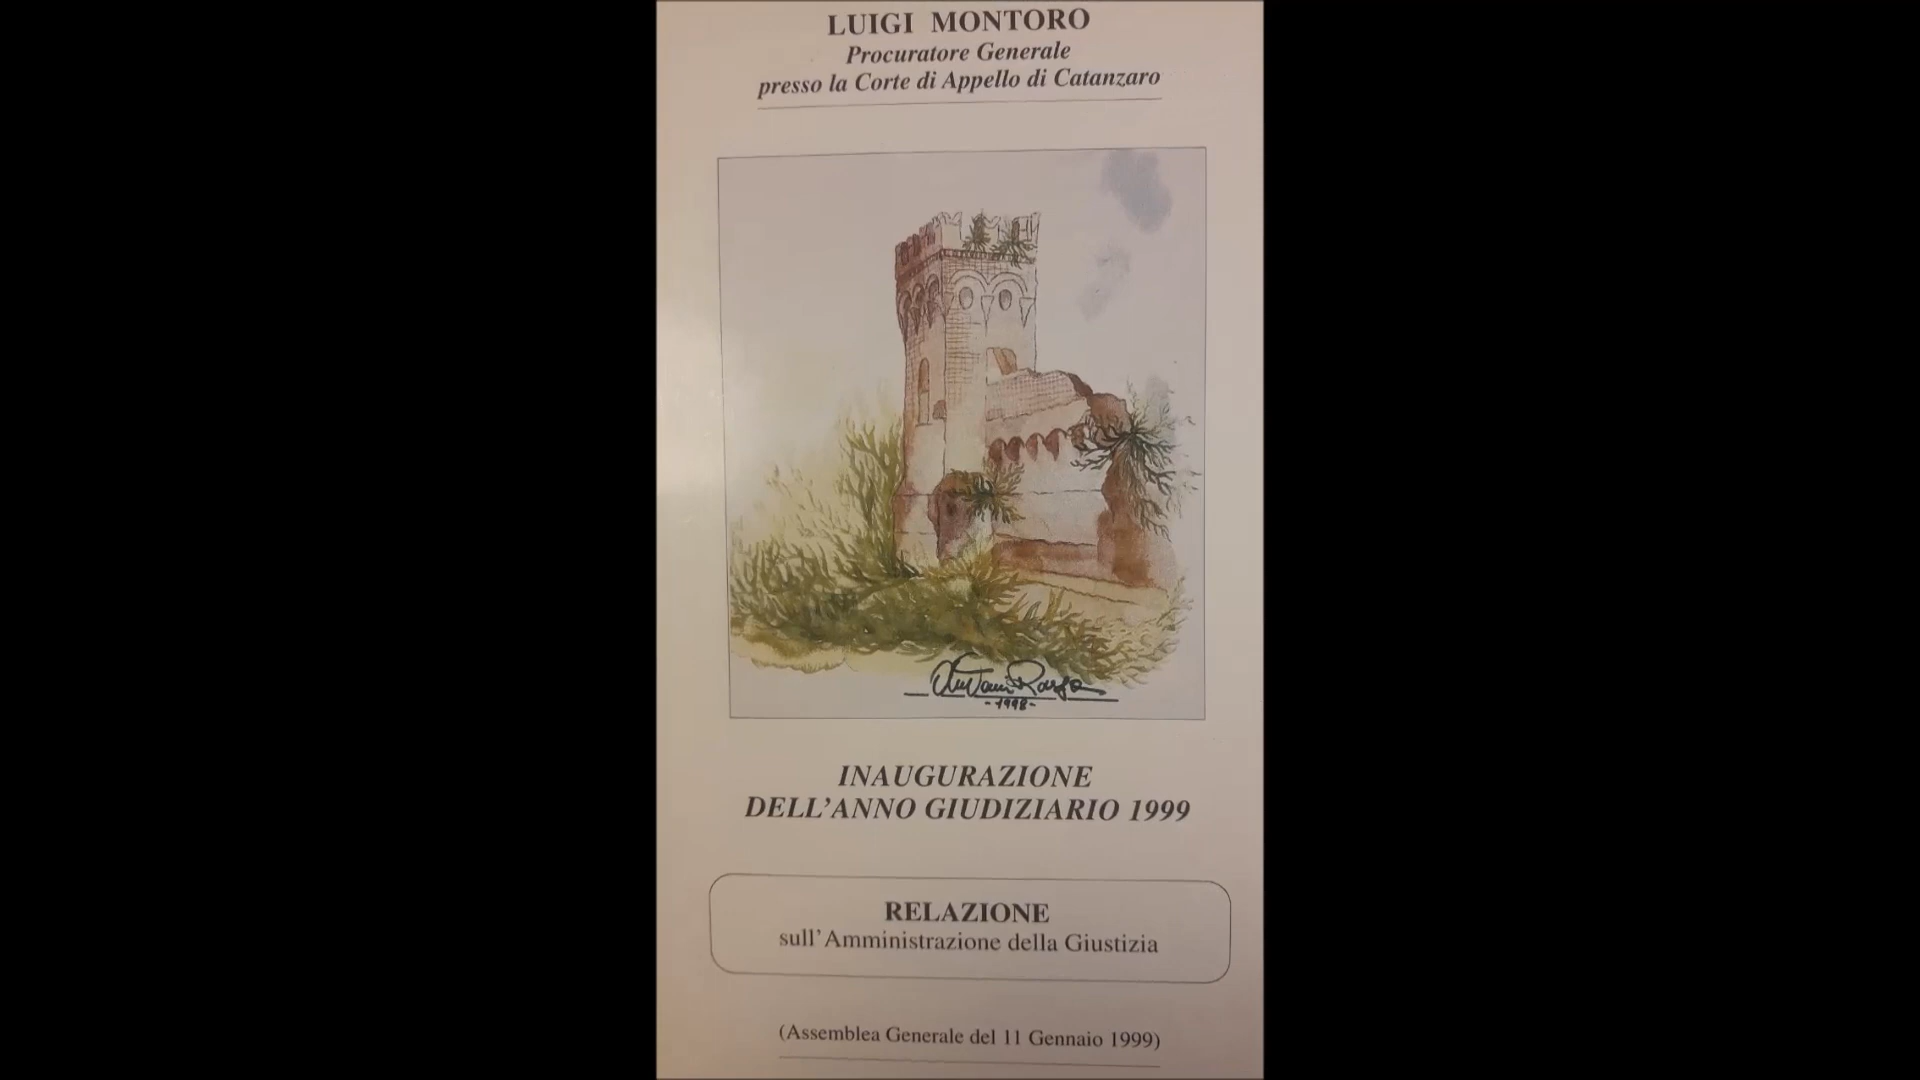 LUIGI MONTORO
Procuratore Generale
presso la Corte di Appello di Catanzaro
-1998-
INAUGURAZIONE
DELL'ANNO GIUDIZIARIO 1999
RELAZIONE
sull'Amministrazione della Giustizia
(Assemblea Generale del 11 Gennaio 1999)